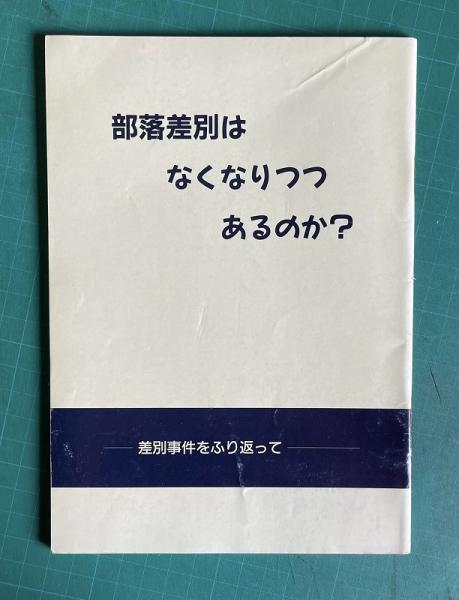 部落差別は
なくなりつつ
あるのか?
差別事件をふり返って